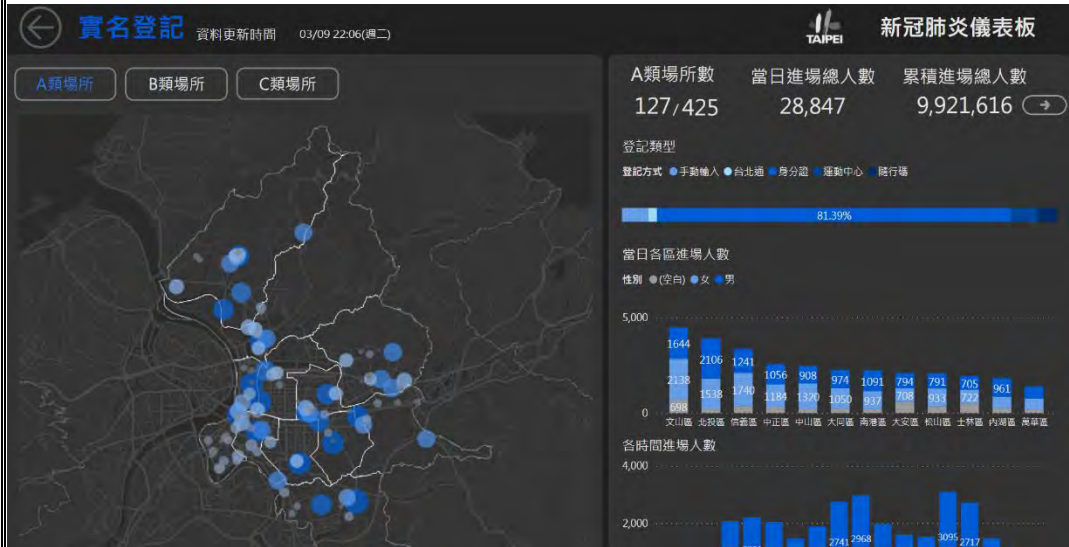 實名登記 資料更新時間 03/09 22:06(週二)
TAIPEI 新冠肺炎儀表板
A類場所 B類場所 C類場所
A類場所數 當日進場總人數 累積進場總人數
127/425 28,847 9,921,616
登記類型
登記方式 手動輸入 台北通 身分證 運動中心 隨行碼
81.39%
當日各區進場人數
性別 (空白) 女 男
5,000
1644 2106 1241 1056 908 974 1091 794 791 705 961
2138 1538 1740 1184 1320 1050 937 708 933 722
698
0
文山區 北投區 信義區 中正區 中山區 大同區 南港區 大安區 松山區 士林區 內湖區 萬華區
各時間進場人數
4,000
2,000
2741 2968 3095 2717